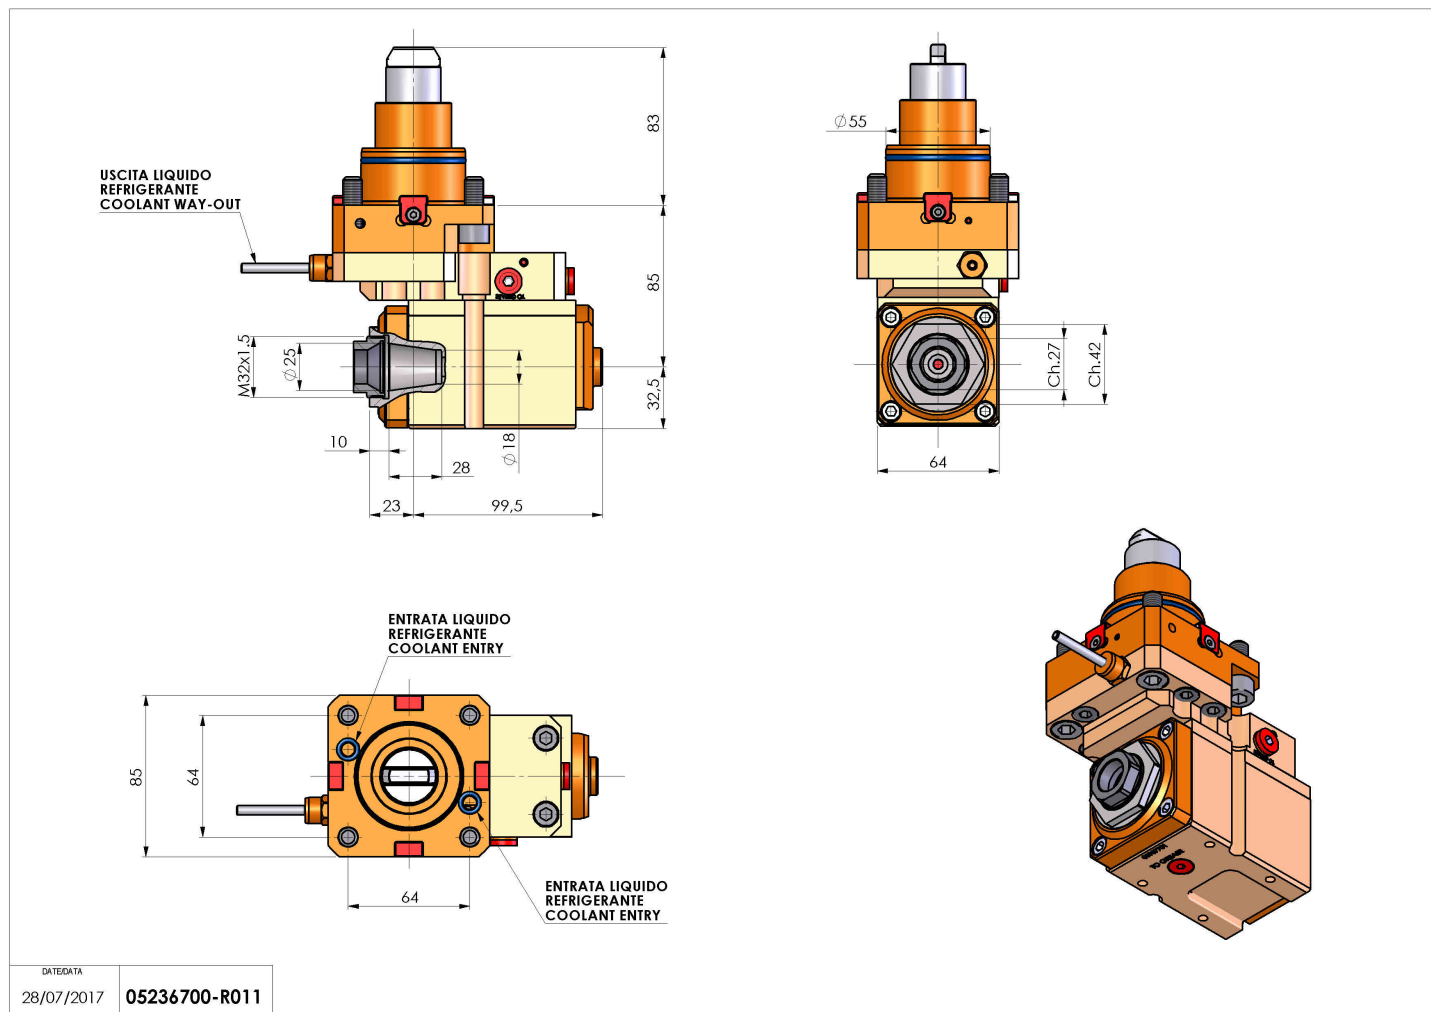 USCITA LIQUIDO
REFRIGERANTE
COOLANT WAY-OUT
83
85
32,5
M32x1.5
Ø25
Ø18
10
28
23
99,5
Ø55
Ch.27
Ch.42
64
ENTRATA LIQUIDO
REFRIGERANTE
COOLANT ENTRY
85
64
64
ENTRATA LIQUIDO
REFRIGERANTE
COOLANT ENTRY
DATE/DATA
28/07/2017
05236700-R011